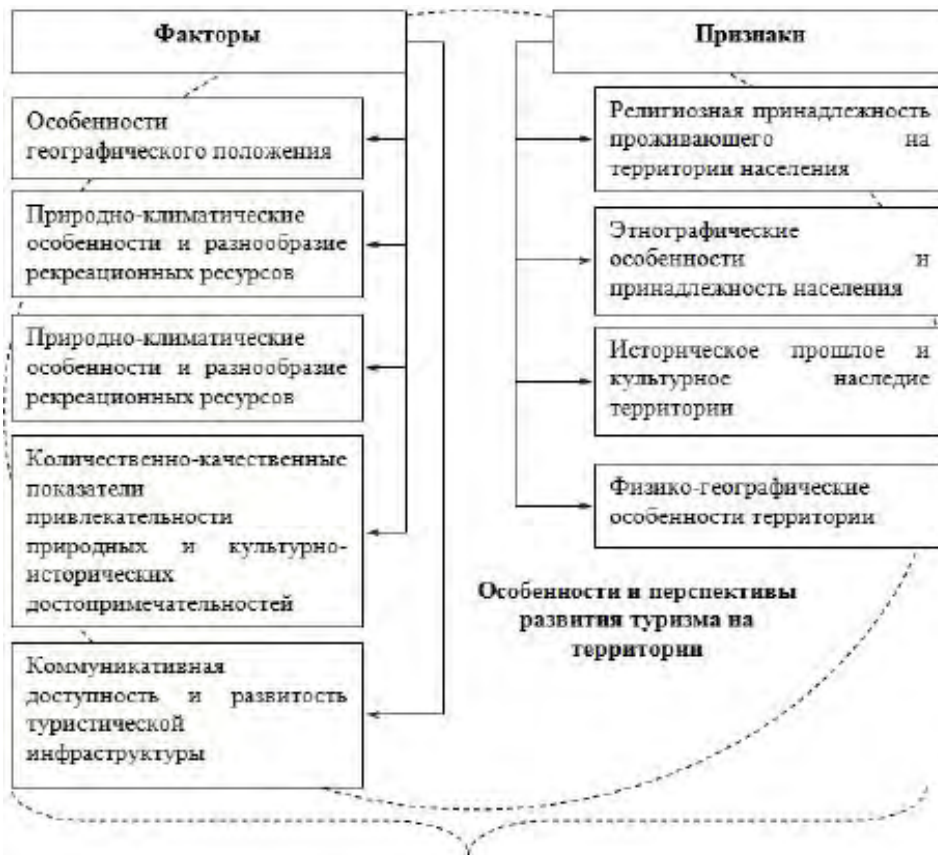 Факторы
Особенности
географического положения
Природно-климатические
особенности и разнообразие
рекреационных ресурсов
Природно-климатические
особенности и разнообразие
рекреационных ресурсов
Количественно-качественные
показатели
привлекательности
природных и культурно-
исторических
достопримечательностей
Коммуникативная
доступность и развитость
туристической
инфраструктуры
Признаки
Религиозная принадлежность
проживающего на
территории населения
Этнографические
особенности и
принадлежность населения
Историческое прошлое и
культурное наследие
территории
Физико-географические
особенности территории
Особенности и перспективы
развития туризма на
территории